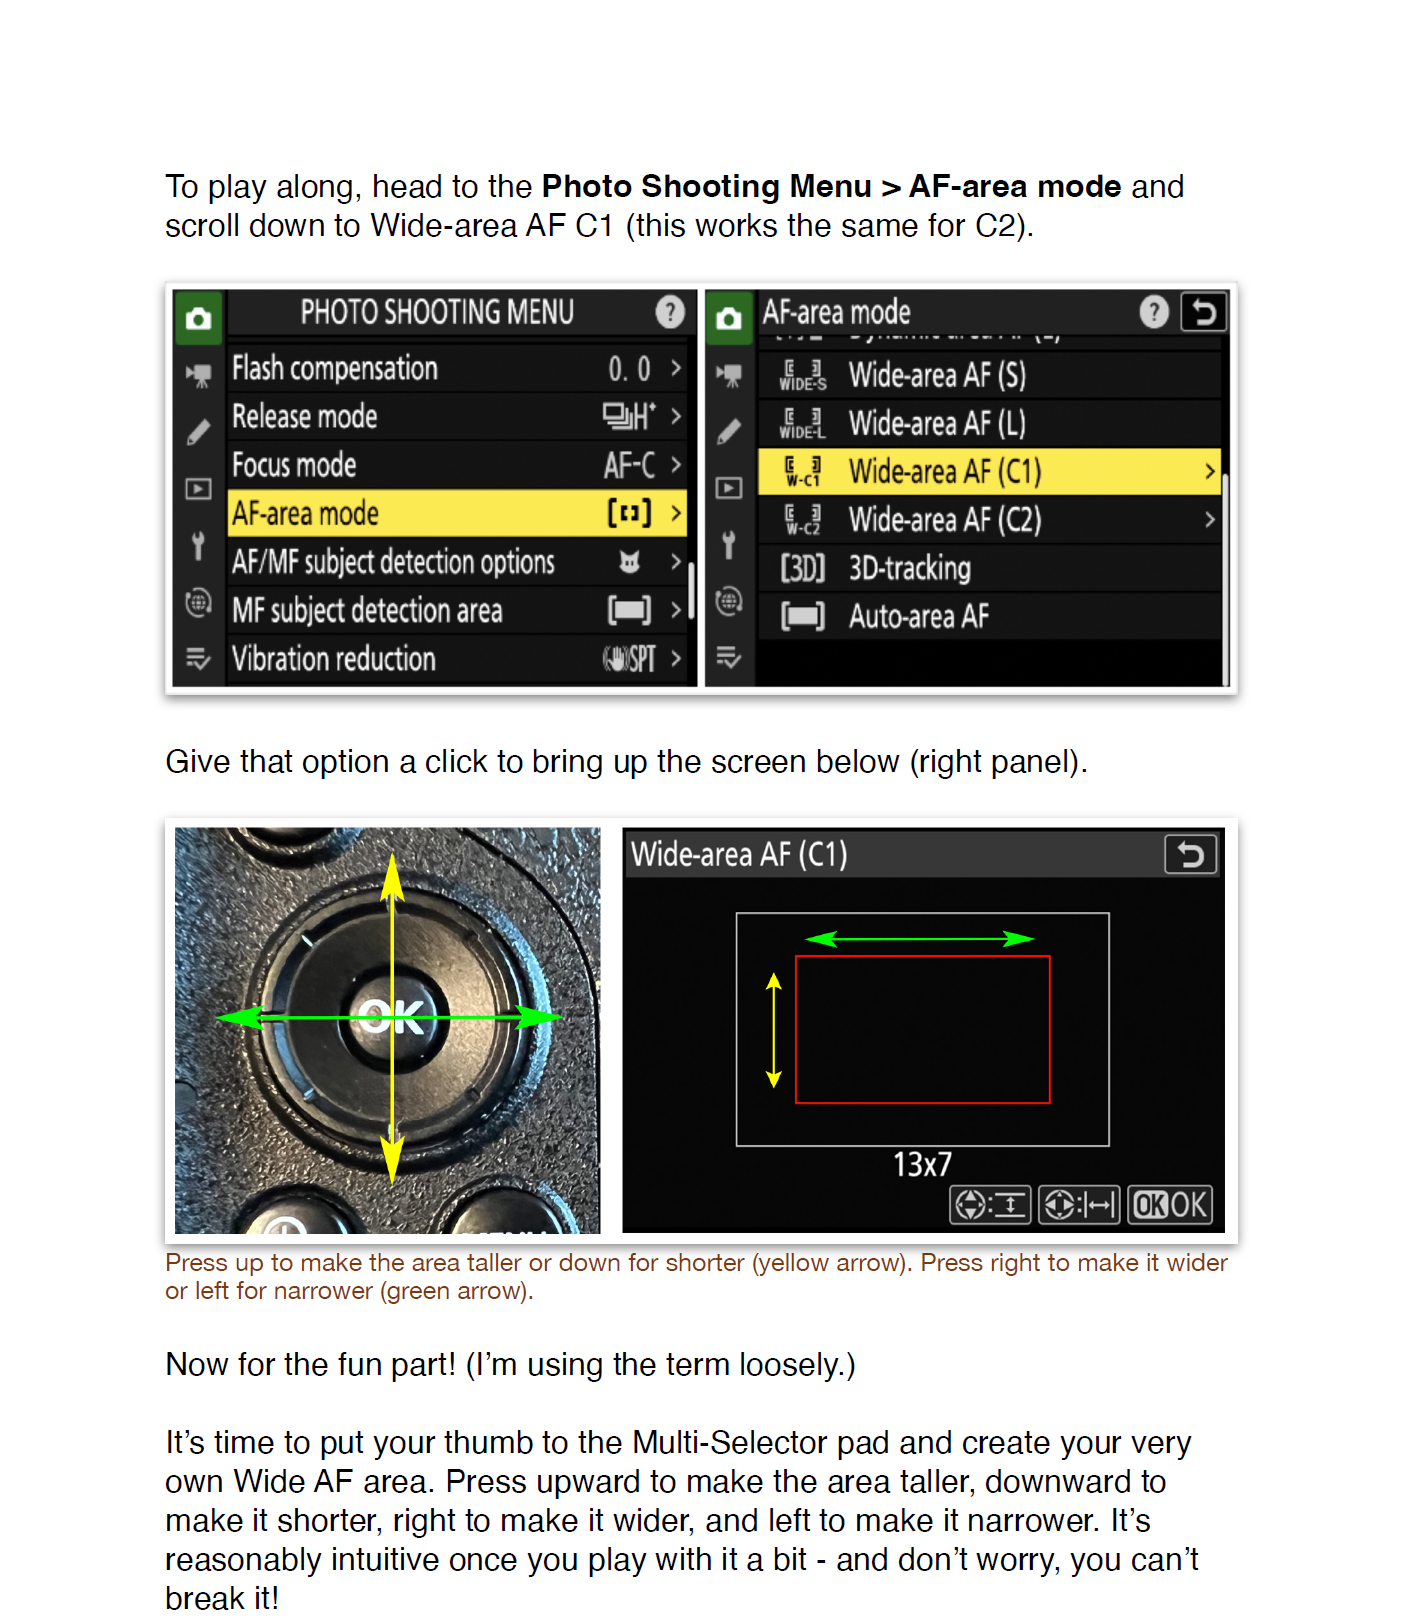 To play along, head to the Photo Shooting Menu > AF-area mode and
scroll down to Wide-area AF C1 (this works the same for C2).
PHOTO SHOOTING MENU ?
Flash compensation 0. 0 >
Release mode H+ >
Focus mode AF-C >
AF-area mode [ ] >
AF/MF subject detection options >
MF subject detection area [ ] >
Vibration reduction SPT >
AF-area mode ?
WIDE-S Wide-area AF (S)
WIDE-L Wide-area AF (L)
W-C1 Wide-area AF (C1) >
W-C2 Wide-area AF (C2) >
[3D] 3D-tracking
[ ] Auto-area AF
Give that option a click to bring up the screen below (right panel).
OK
Wide-area AF (C1)
13x7
OK OK
Press up to make the area taller or down for shorter (yellow arrow). Press right to make it wider
or left for narrower (green arrow).
Now for the fun part! (I’m using the term loosely.)
It’s time to put your thumb to the Multi-Selector pad and create your very
own Wide AF area. Press upward to make the area taller, downward to
make it shorter, right to make it wider, and left to make it narrower. It’s
reasonably intuitive once you play with it a bit - and don’t worry, you can’t
break it!